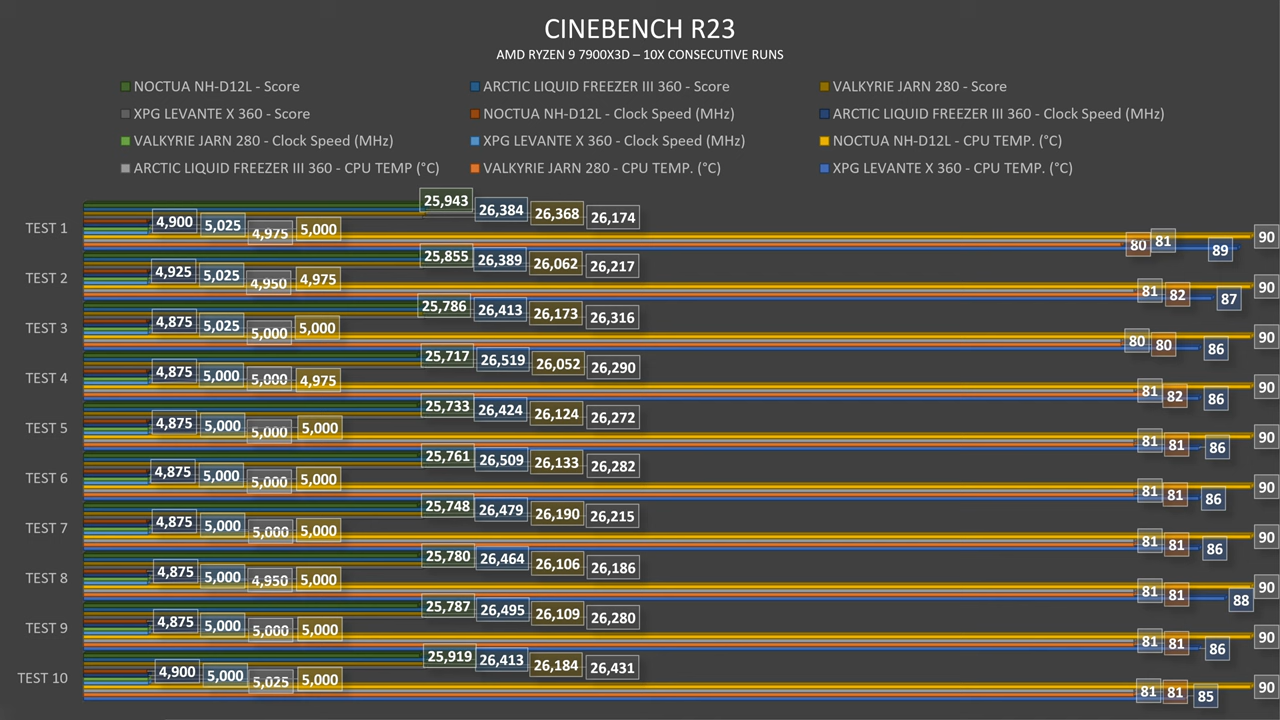 CINEBENCH R23
AMD RYZEN 9 7900X3D – 10X CONSECUTIVE RUNS
NOCTUA NH-D12L - Score ARCTIC LIQUID FREEZER III 360 - Score VALKYRIE JARN 280 - Score
XPG LEVANTE X 360 - Score NOCTUA NH-D12L - Clock Speed (MHz) ARCTIC LIQUID FREEZER III 360 - Clock Speed (MHz)
VALKYRIE JARN 280 - Clock Speed (MHz) XPG LEVANTE X 360 - Clock Speed (MHz) NOCTUA NH-D12L - CPU TEMP. (°C)
ARCTIC LIQUID FREEZER III 360 - CPU TEMP (°C) VALKYRIE JARN 280 - CPU TEMP. (°C) XPG LEVANTE X 360 - CPU TEMP. (°C)
TEST 1 4,900 5,025 4,975 5,000 25,943 26,384 26,368 26,174 80 81 89 90
TEST 2 4,925 5,025 4,950 4,975 25,855 26,389 26,062 26,217 81 82 87 90
TEST 3 4,875 5,025 5,000 5,000 25,786 26,413 26,173 26,316 80 80 86 90
TEST 4 4,875 5,000 5,000 4,975 25,717 26,519 26,052 26,290 81 82 86 90
TEST 5 4,875 5,000 5,000 5,000 25,733 26,424 26,124 26,272 81 81 86 90
TEST 6 4,875 5,000 5,000 5,000 25,761 26,509 26,133 26,282 81 81 86 90
TEST 7 4,875 5,000 5,000 5,000 25,748 26,479 26,190 26,215 81 81 86 90
TEST 8 4,875 5,000 4,950 5,000 25,780 26,464 26,106 26,186 81 81 88 90
TEST 9 4,875 5,000 5,000 5,000 25,787 26,495 26,109 26,280 81 81 86 90
TEST 10 4,900 5,000 5,025 5,000 25,919 26,413 26,184 26,431 81 81 85 90